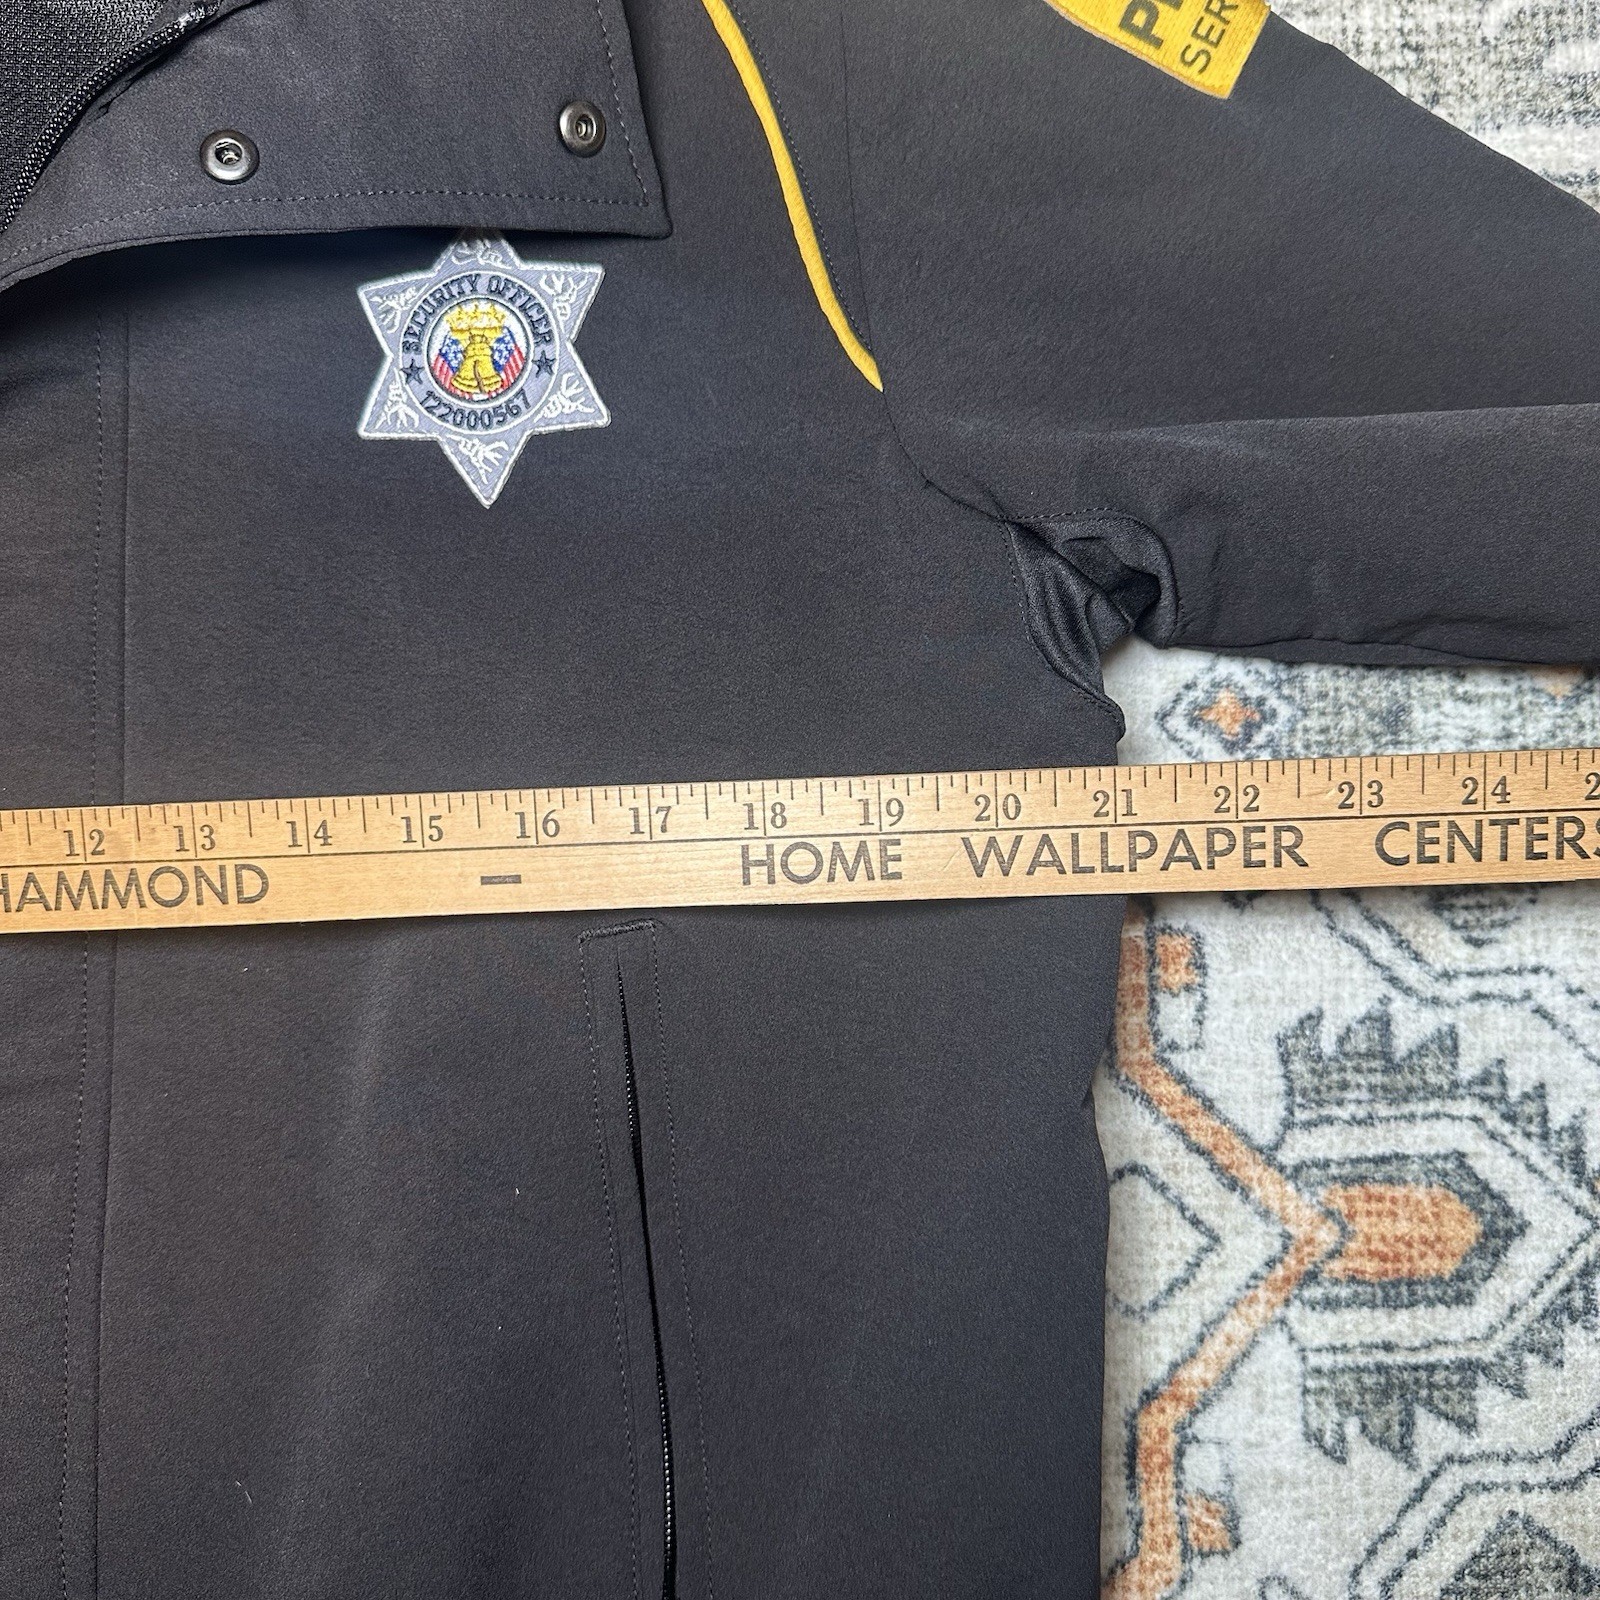 SER
SECURITY OFFICER
122000567
12 13 14 15 16 17 18 19 20 21 22 23 24
HAMMOND - HOME WALLPAPER CENTERS